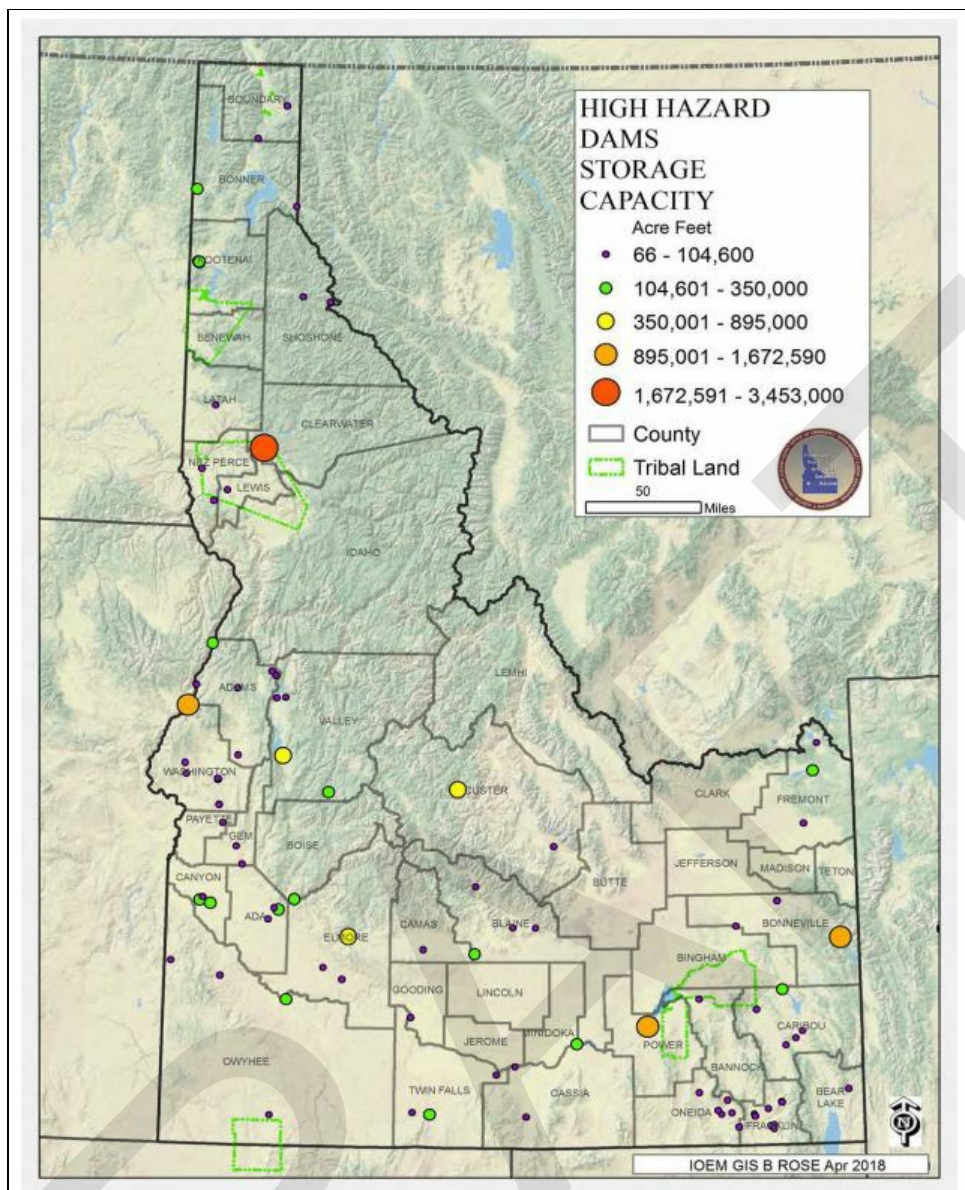 BOUNDARY
BONNER
KOOTENAI
BENEWAH
SHOSHONE
LATAH
CLEARWATER
NEZ PERCE
LEWIS
IDAHO
HIGH HAZARD
DAMS
STORAGE
CAPACITY
Acre Feet
66 - 104,600
104,601 - 350,000
350,001 - 895,000
895,001 - 1,672,590
1,672,591 - 3,453,000
County
Tribal Land
50
Miles
LEMHI
ADAMS
VALLEY
WASHINGTON
CUSTER
CLARK
FREMONT
PAYETTE
GEM
BOISE
JEFFERSON
MADISON
TETON
BUTTE
CANYON
ADA
ELMORE
CAMAS
BLAINE
BONNEVILLE
BINGHAM
GOODING
LINCOLN
CARIBOU
JEROME
MINIDOKA
POWER
BANNOCK
OWYHEE
TWIN FALLS
CASSIA
ONEIDA
FRANKLIN
BEAR
LAKE
N
IOEM GIS B ROSE Apr 2018